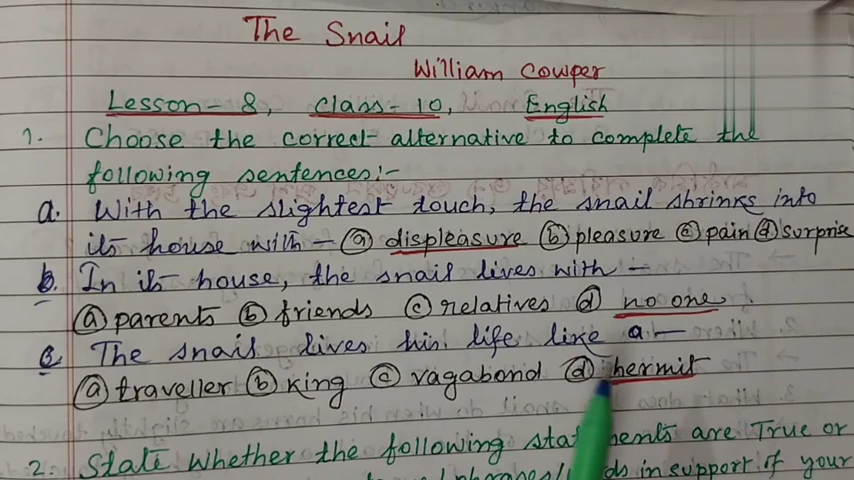 The Snail
William Cowper
Lesson - 8, Class - 10, English
1. Choose the correct alternative to complete the
following sentences:-
a. With the slightest touch, the snail shrinks into
its house with - ⓐ displeasure ⓑ pleasure ⓒ pain ⓓ surprise
b. In its house, the snail lives with -
ⓐ parents ⓑ friends ⓒ relatives ⓓ no one.
c. The snail lives his life like a -
ⓐ traveller ⓑ king ⓒ vagabond ⓓ hermit
2. State whether the following statements are True or
in support of your